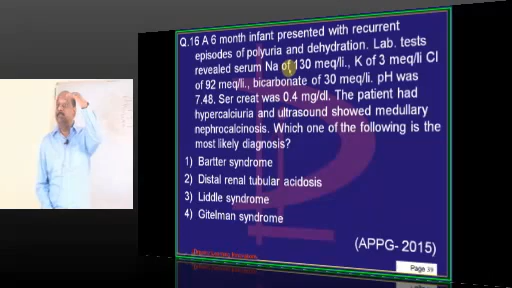 Q.16 A 6 month infant presented with recurrent
episodes of polyuria and dehydration. Lab. tests
revealed serum Na of 130 meq/li., K of 3 meq/li Cl
of 92 meq/li., bicarbonate of 30 meq/li. pH was
7.48. Ser creat was 0.4 mg/dl. The patient had
hypercalciuria and ultrasound showed medullary
nephrocalcinosis. Which one of the following is the
most likely diagnosis?
1) Bartter syndrome
2) Distal renal tubular acidosis
3) Liddle syndrome
4) Gitelman syndrome
(APPG- 2015)
Page 39